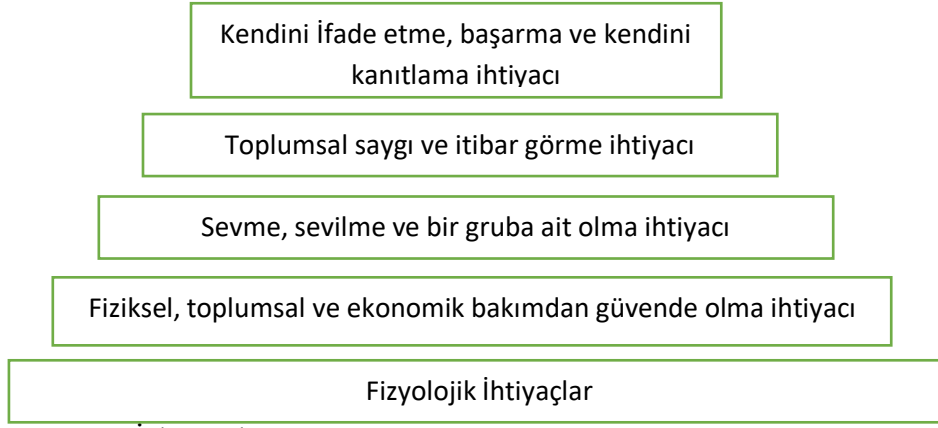 Kendini İfade etme, başarma ve kendini
kanıtlama ihtiyacı
Toplumsal saygı ve itibar görme ihtiyacı
Sevme, sevilme ve bir gruba ait olma ihtiyacı
Fiziksel, toplumsal ve ekonomik bakımdan güvende olma ihtiyacı
Fizyolojik İhtiyaçlar